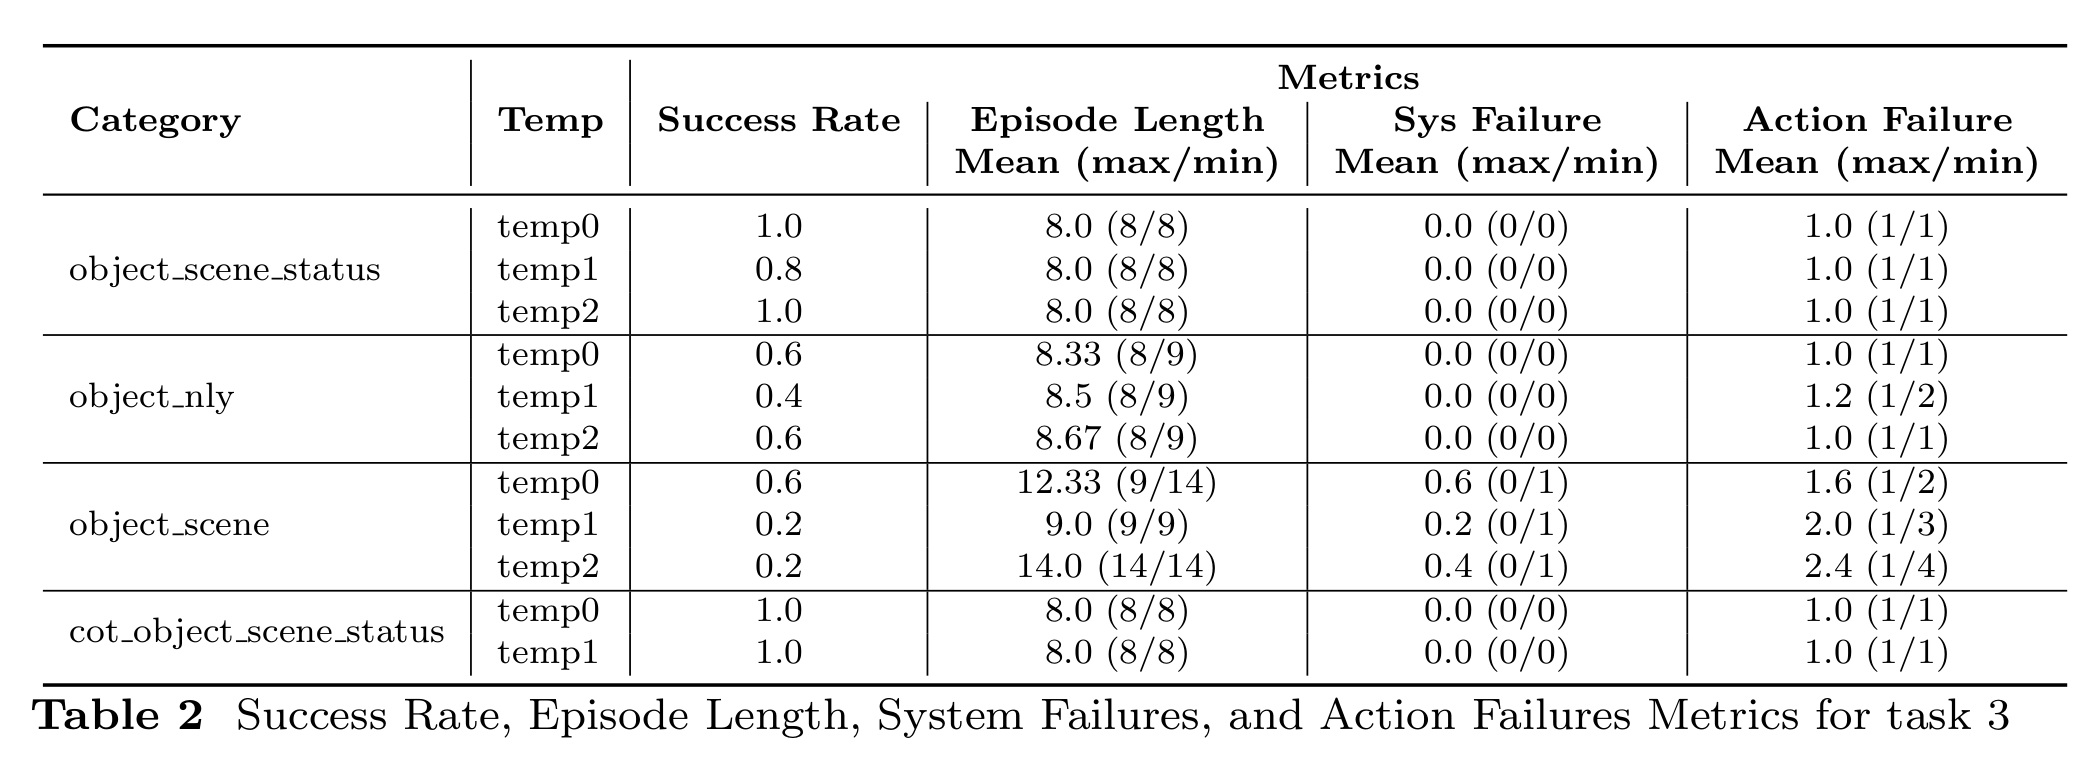 Metrics
Category Temp Success Rate Episode Length Sys Failure Action Failure
Mean (max/min) Mean (max/min) Mean (max/min)
temp0 1.0 8.0 (8/8) 0.0 (0/0) 1.0 (1/1)
object_scene_status temp1 0.8 8.0 (8/8) 0.0 (0/0) 1.0 (1/1)
temp2 1.0 8.0 (8/8) 0.0 (0/0) 1.0 (1/1)
temp0 0.6 8.33 (8/9) 0.0 (0/0) 1.0 (1/1)
object_nly temp1 0.4 8.5 (8/9) 0.0 (0/0) 1.2 (1/2)
temp2 0.6 8.67 (8/9) 0.0 (0/0) 1.0 (1/1)
temp0 0.6 12.33 (9/14) 0.6 (0/1) 1.6 (1/2)
object_scene temp1 0.2 9.0 (9/9) 0.2 (0/1) 2.0 (1/3)
temp2 0.2 14.0 (14/14) 0.4 (0/1) 2.4 (1/4)
temp0 1.0 8.0 (8/8) 0.0 (0/0) 1.0 (1/1)
cot_object_scene_status
temp1 1.0 8.0 (8/8) 0.0 (0/0) 1.0 (1/1)
Table 2 Success Rate, Episode Length, System Failures, and Action Failures Metrics for task 3